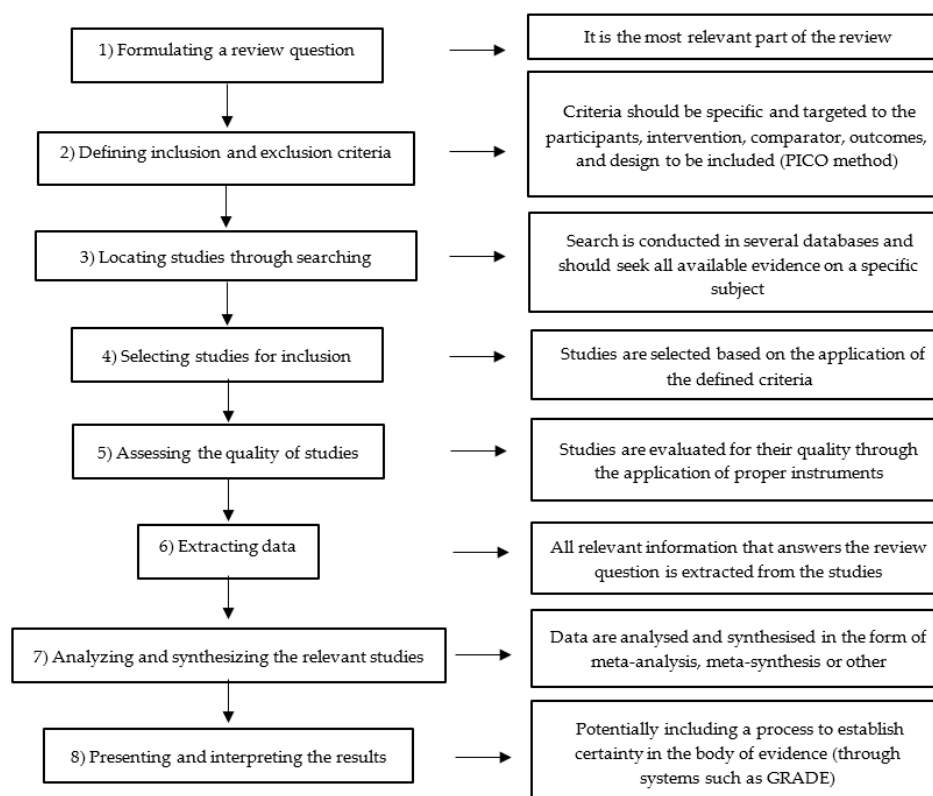 1) Formulating a review question
It is the most relevant part of the review
2) Defining inclusion and exclusion criteria
Criteria should be specific and targeted to the
participants, intervention, comparator, outcomes,
and design to be included (PICO method)
3) Locating studies through searching
Search is conducted in several databases and
should seek all available evidence on a specific
subject
4) Selecting studies for inclusion
Studies are selected based on the application of
the defined criteria
5) Assessing the quality of studies
Studies are evaluated for their quality through
the application of proper instruments
6) Extracting data
All relevant information that answers the review
question is extracted from the studies
7) Analyzing and synthesizing the relevant studies
Data are analysed and synthesised in the form of
meta-analysis, meta-synthesis or other
8) Presenting and interpreting the results
Potentially including a process to establish
certainty in the body of evidence (through
systems such as GRADE)